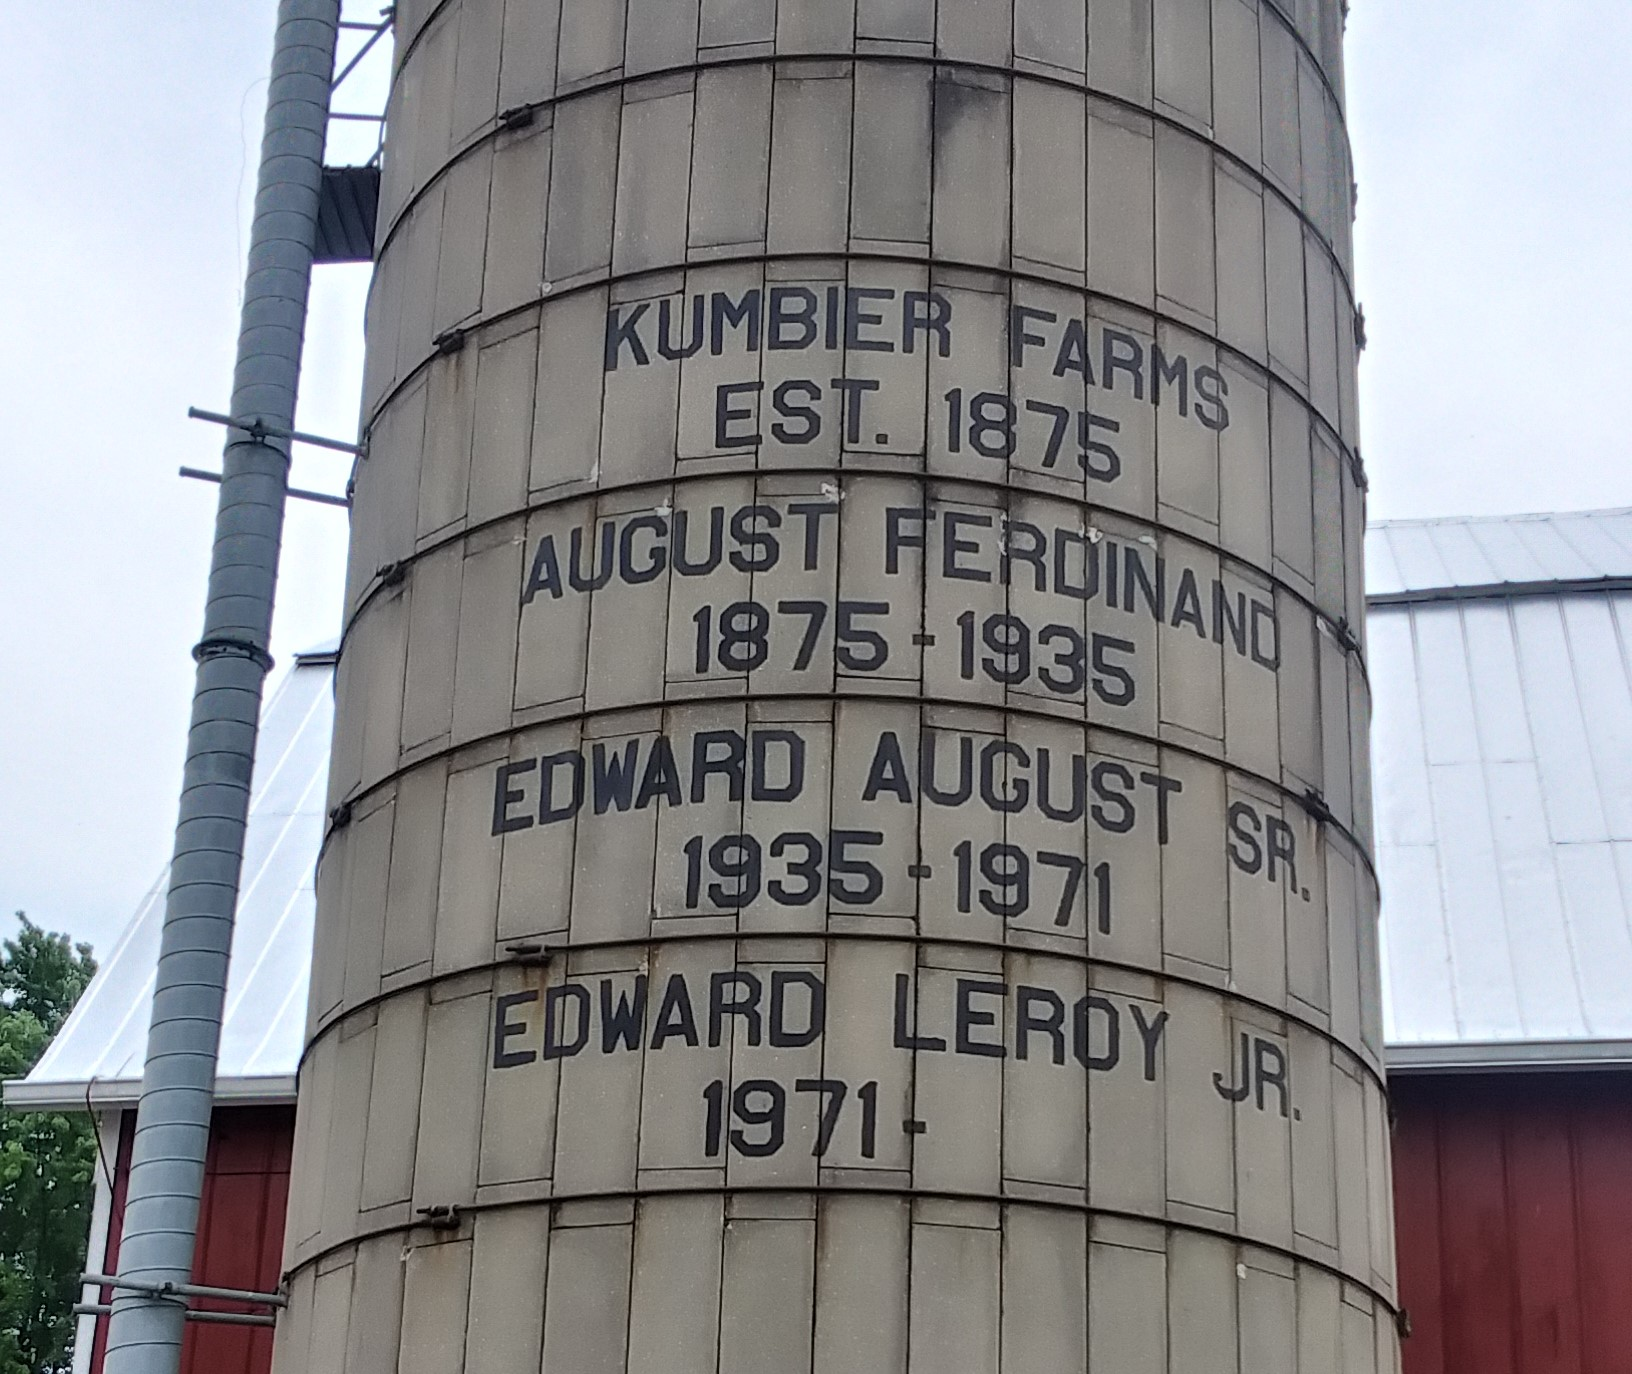 KUMBIER FARMS
EST. 1875
AUGUST FERDINAND
1875-1935
EDWARD AUGUST SR.
1935-1971
EDWARD LEROY JR.
1971-